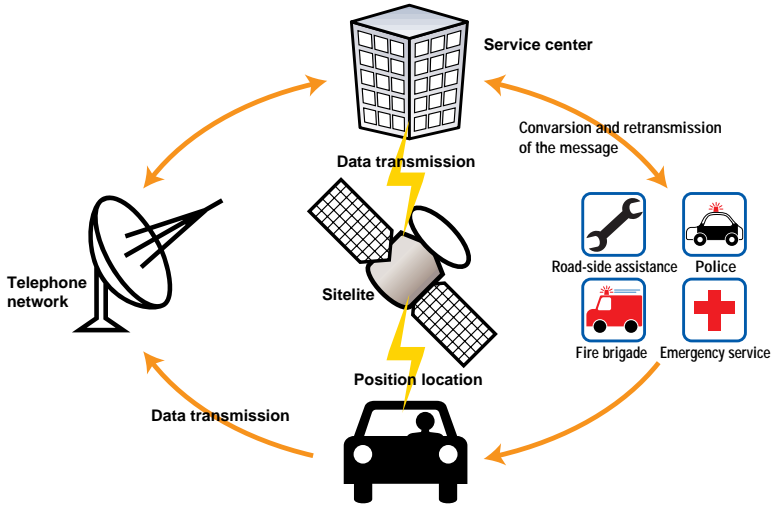 Service center
Convarsion and retransmission
of the message
Data transmission
Road-side assistance
Police
Telephone
network
Sitelite
Fire brigade
Emergency service
Position location
Data transmission